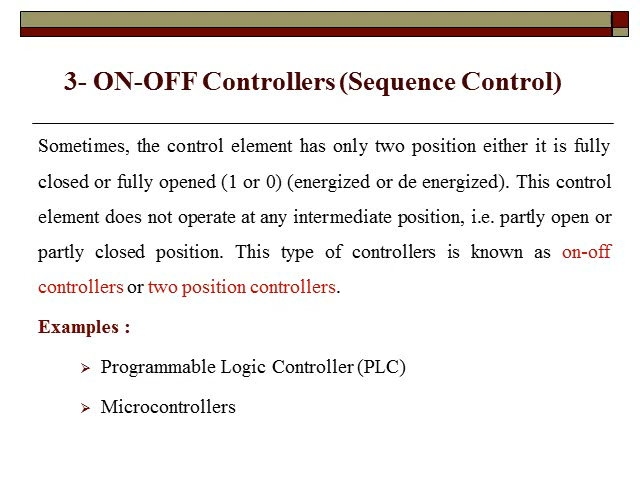 3- ON-OFF Controllers (Sequence Control)
Sometimes, the control element has only two position either it is fully
closed or fully opened (1 or 0) (energized or de energized). This control
element does not operate at any intermediate position, i.e. partly open or
partly closed position. This type of controllers is known as on-off
controllers or two position controllers.
Examples :
Programmable Logic Controller (PLC)
Microcontrollers